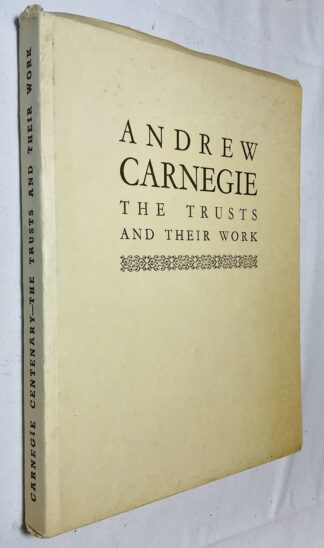 ANDREW
CARNEGIE
THE TRUSTS
AND THEIR WORK
CARNEGIE CENTENARY—THE TRUSTS AND THEIR WORK